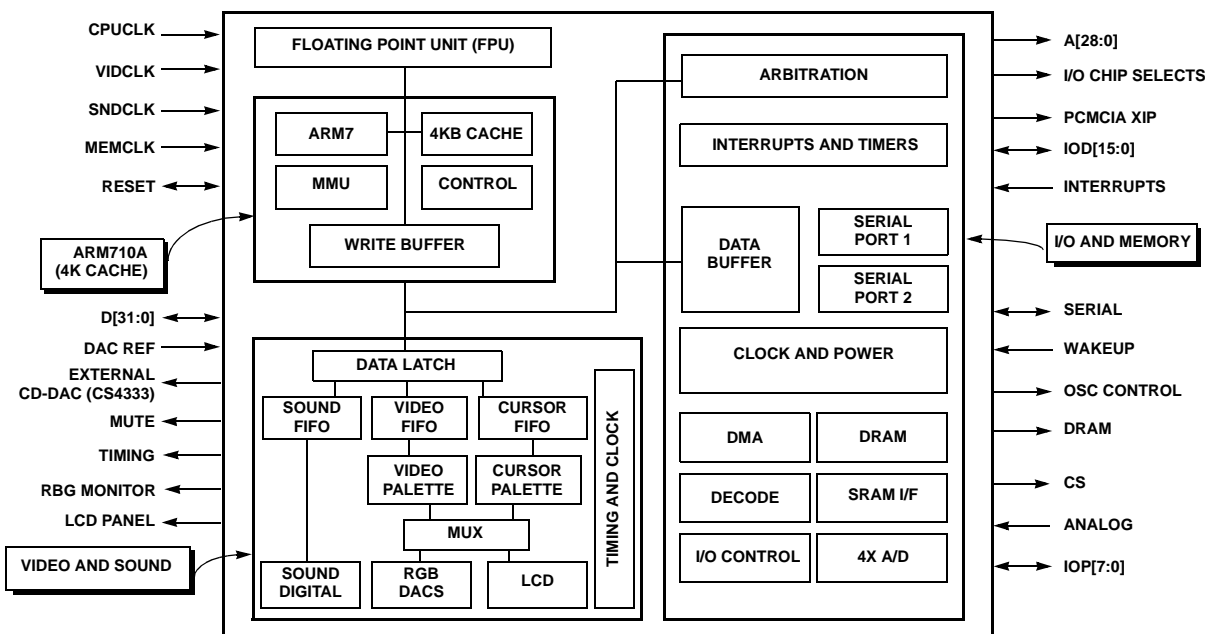 CPUCLK
VIDCLK
SNDCLK
MEMCLK
RESET
ARM710A
(4K CACHE)
D[31:0]
DAC REF
EXTERNAL
CD-DAC (CS4333)
MUTE
TIMING
RBG MONITOR
LCD PANEL
VIDEO AND SOUND
FLOATING POINT UNIT (FPU)
ARM7
4KB CACHE
MMU
CONTROL
WRITE BUFFER
DATA LATCH
SOUND
FIFO
VIDEO
FIFO
CURSOR
FIFO
VIDEO
PALETTE
CURSOR
PALETTE
MUX
SOUND
DIGITAL
RGB
DACS
LCD
TIMING AND CLOCK
ARBITRATION
INTERRUPTS AND TIMERS
DATA
BUFFER
SERIAL
PORT 1
SERIAL
PORT 2
CLOCK AND POWER
DMA
DRAM
DECODE
SRAM I/F
I/O CONTROL
4X A/D
A[28:0]
I/O CHIP SELECTS
PCMCIA XIP
IOD[15:0]
INTERRUPTS
I/O AND MEMORY
SERIAL
WAKEUP
OSC CONTROL
DRAM
CS
ANALOG
IOP[7:0]